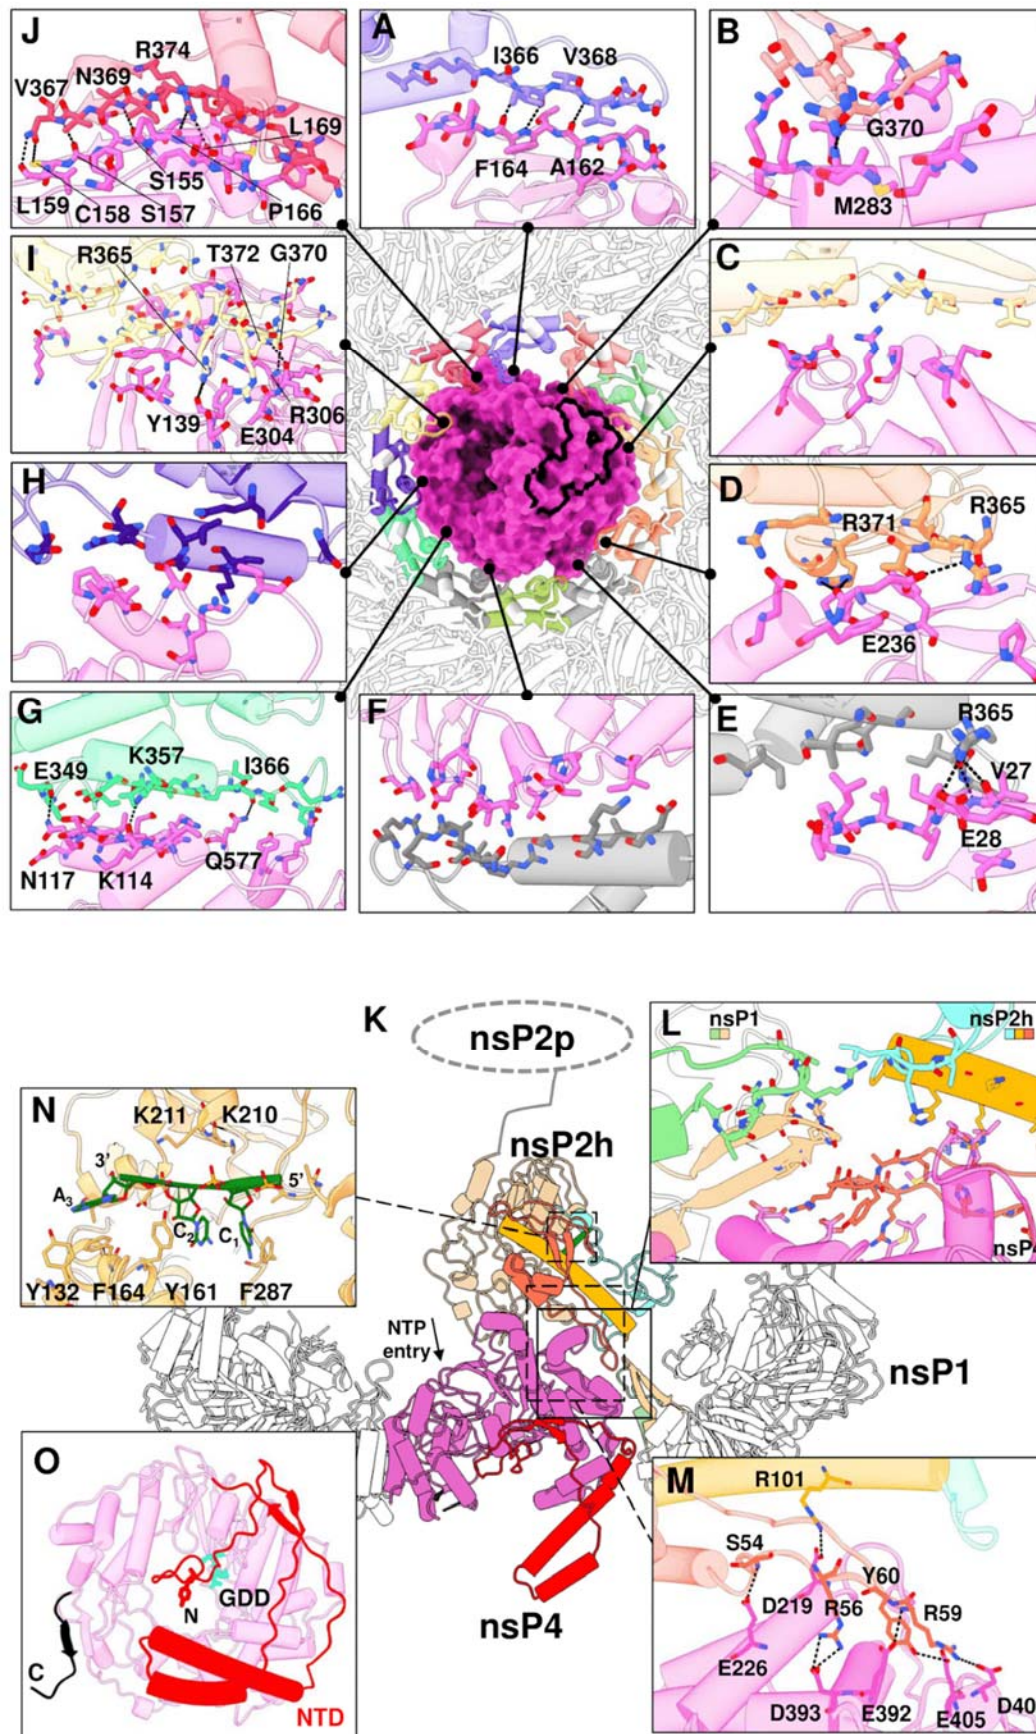 J
R374
N369
V367
L169
S155
L159
C158
S157
P166
A
I366
V368
F164
A162
B
G370
M283
I
R365
T372
G370
Y139
E304
R306
C
H
D
R371
R365
E236
G
E349
K357
I366
N117
K114
Q577
F
E
R365
V27
E28
K
nsP2p
nsP2h
L
nsP1
nsP2h
N
K211
K210
3'
5'
A3
C2
C1
Y132
F164
Y161
F287
NTP
entry
nsP1
nsP4
O
GDD
N
C
NTD
M
R101
S54
Y60
D219
R56
R59
E226
D393
E392
E405
D40